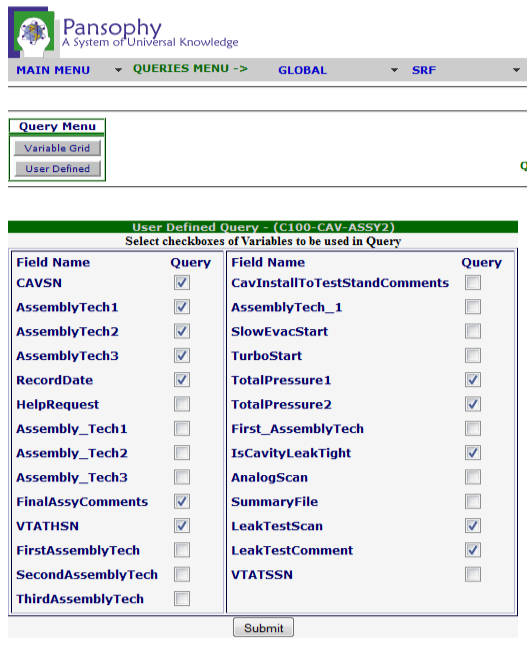 Pansophy
A System of Universal Knowledge
MAIN MENU QUERIES MENU -> GLOBAL SRF
Query Menu
Variable Grid
User Defined
Q
User Defined Query - (C100-CAV-ASSY2)
Select checkboxes of Variables to be used in Query
Field Name Query Field Name Query
CAVSN CavInstallToTestStandComments
AssemblyTech1 AssemblyTech_1
AssemblyTech2 SlowEvacStart
AssemblyTech3 TurboStart
RecordDate TotalPressure1
HelpRequest TotalPressure2
Assembly_Tech1 First_AssemblyTech
Assembly_Tech2 IsCavityLeakTight
Assembly_Tech3 AnalogScan
FinalAssyComments SummaryFile
VTATHSN LeakTestScan
FirstAssemblyTech LeakTestComment
SecondAssemblyTech VTATSSN
ThirdAssemblyTech
Submit